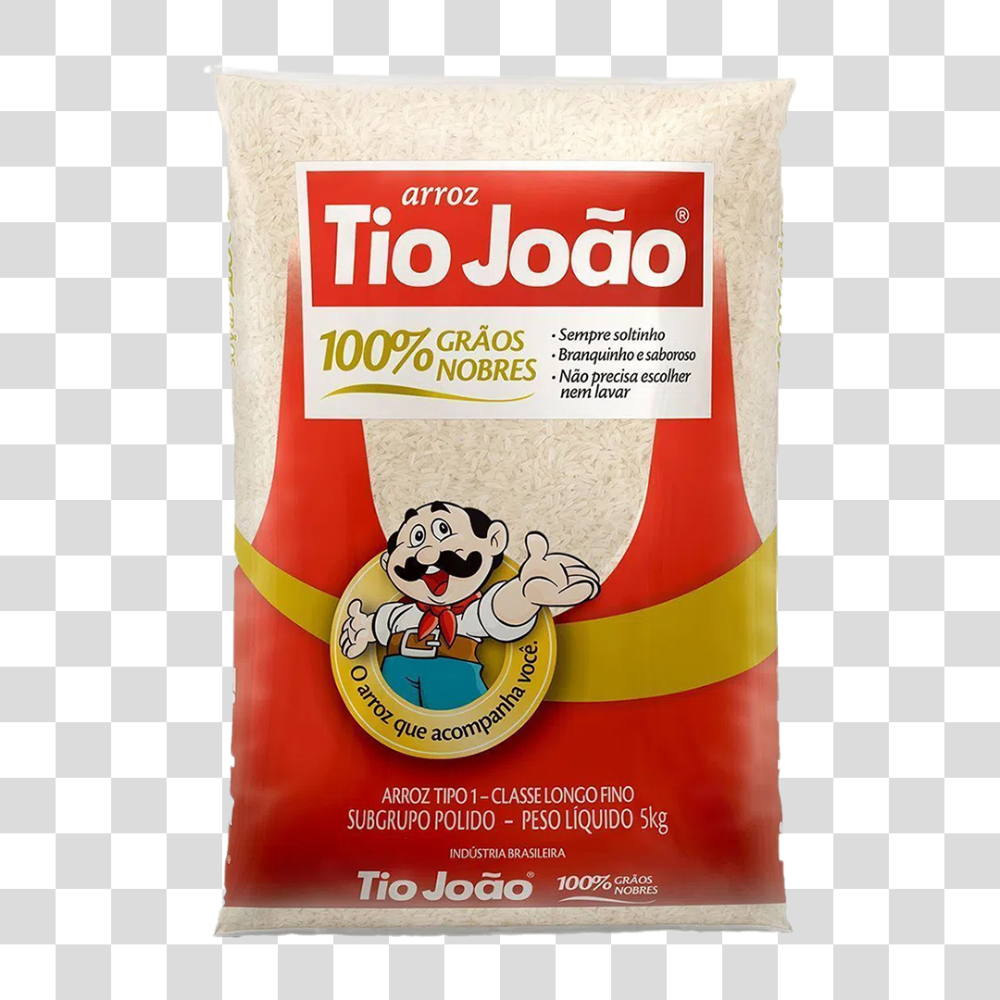 arroz
Tio João®
100% GRÃOS NOBRES
• Sempre soltinho
• Branquinho e saboroso
• Não precisa escolher
nem lavar
O arroz que acompanha você.
ARROZ TIPO 1 – CLASSE LONGO FINO
SUBGRUPO POLIDO – PESO LÍQUIDO 5kg
INDÚSTRIA BRASILEIRA
Tio João® 100% GRÃOS NOBRES